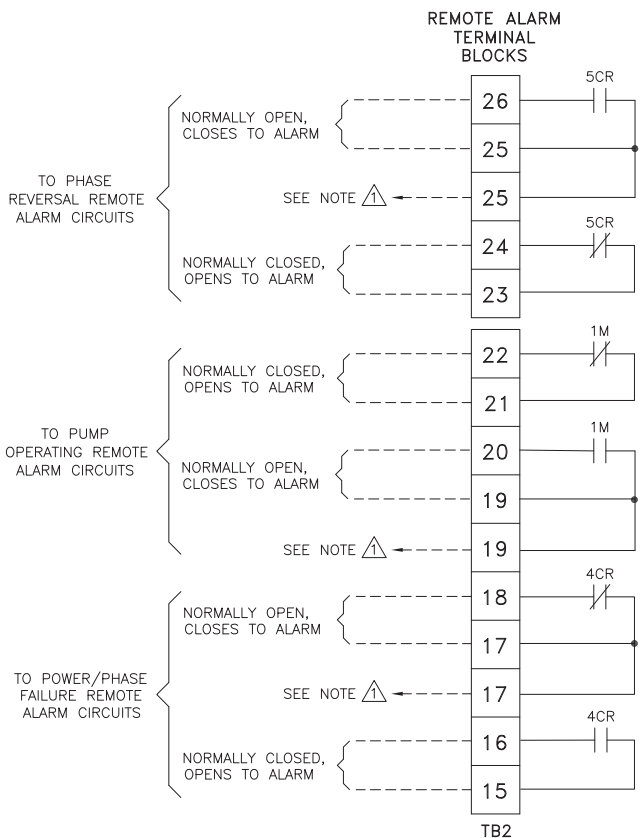 REMOTE ALARM
TERMINAL
BLOCKS
5CR
26
NORMALLY OPEN,
CLOSES TO ALARM
25
TO PHASE
REVERSAL REMOTE
ALARM CIRCUITS
SEE NOTE 1
25
5CR
24
NORMALLY CLOSED,
OPENS TO ALARM
23
1M
22
NORMALLY CLOSED,
OPENS TO ALARM
21
TO PUMP
OPERATING REMOTE
ALARM CIRCUITS
1M
20
NORMALLY OPEN,
CLOSES TO ALARM
19
SEE NOTE 1
19
4CR
18
NORMALLY OPEN,
CLOSES TO ALARM
17
TO POWER/PHASE
FAILURE REMOTE
ALARM CIRCUITS
SEE NOTE 1
17
4CR
16
NORMALLY CLOSED,
OPENS TO ALARM
15
TB2